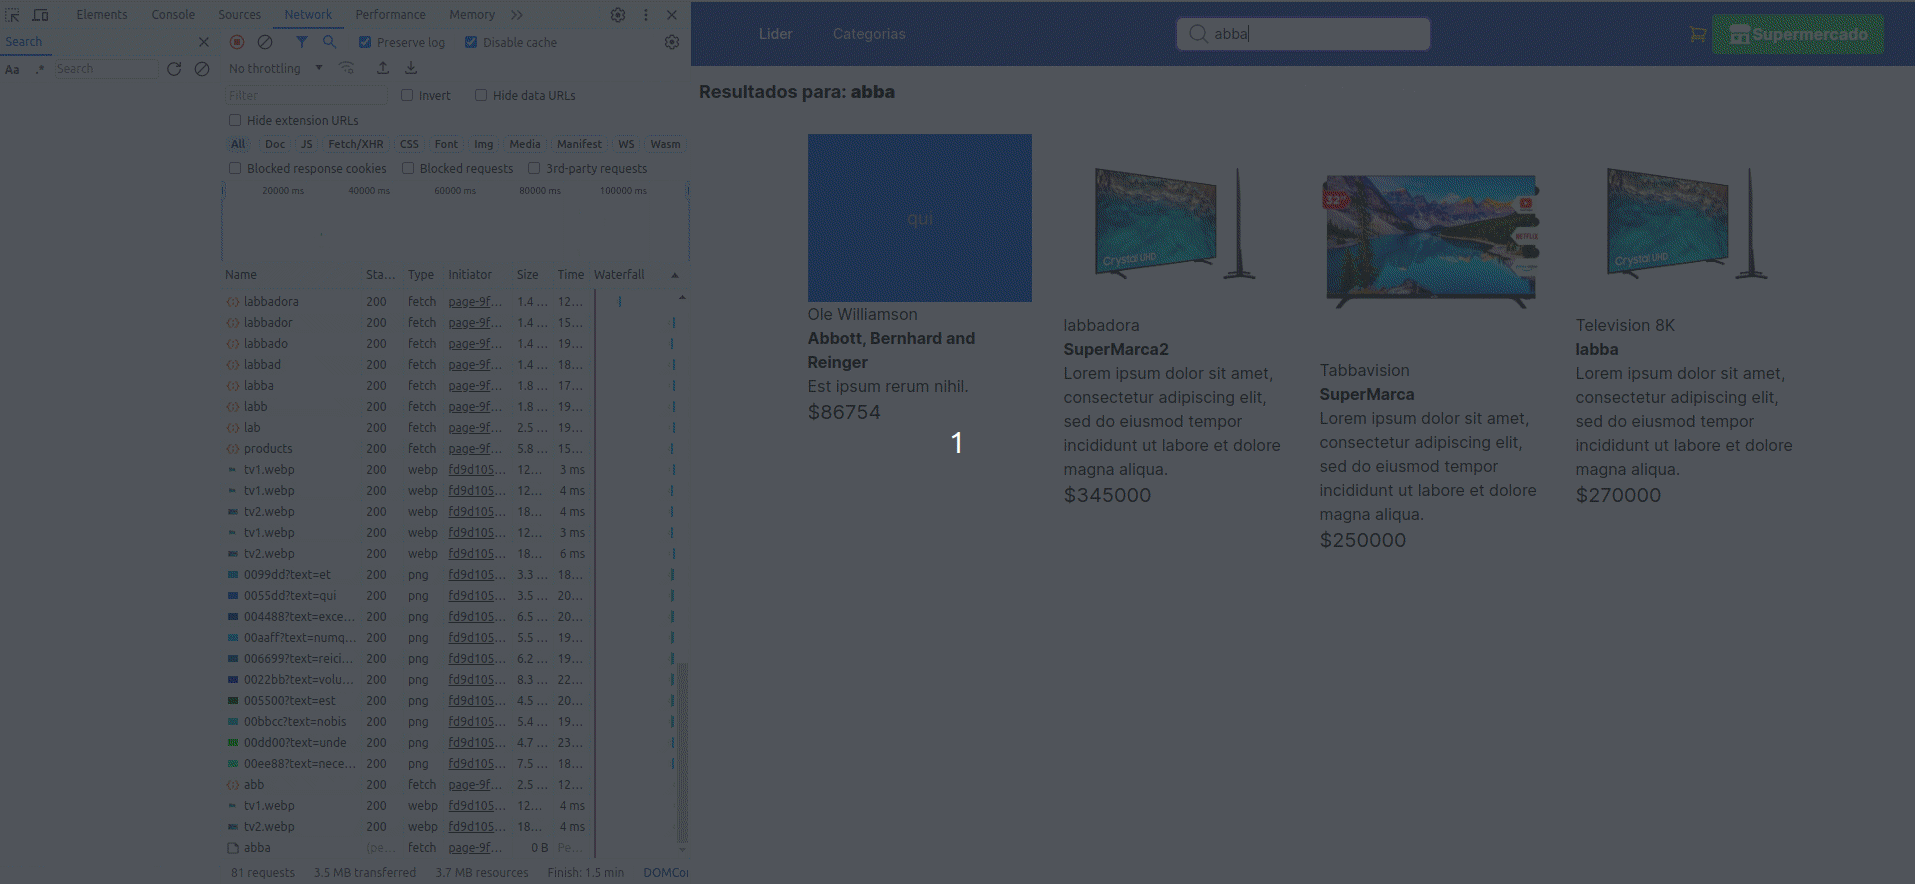 Elements Console Sources Network Performance Memory
Search
Preserve log Disable cache
Aa .* Search
No throttling
Filter Invert Hide data URLs
Hide extension URLs
All Doc JS Fetch/XHR CSS Font Img Media Manifest WS Wasm
Blocked response cookies Blocked requests 3rd-party requests
20000 ms 40000 ms 60000 ms 80000 ms 100000 ms
Name Sta... Type Initiator Size Time Waterfall
labbadora 200 fetch page-9f... 1.4 ... 12...
labbador 200 fetch page-9f... 1.4 ... 15...
labbado 200 fetch page-9f... 1.4 ... 19...
labbad 200 fetch page-9f... 1.4 ... 18...
labba 200 fetch page-9f... 1.8 ... 17...
labb 200 fetch page-9f... 1.8 ... 19...
lab 200 fetch page-9f... 2.5 ... 19...
products 200 fetch page-9f... 5.8 ... 15...
tv1.webp 200 webp fd9d105... 12... 3 ms
tv1.webp 200 webp fd9d105... 12... 4 ms
tv2.webp 200 webp fd9d105... 18... 4 ms
tv1.webp 200 webp fd9d105... 12... 3 ms
tv2.webp 200 webp fd9d105... 18... 6 ms
0099dd?text=et 200 png fd9d105... 3.3 ... 18...
0055dd?text=qui 200 png fd9d105... 3.5 ... 20...
004488?text=exce... 200 png fd9d105... 6.5 ... 20...
00aaff?text=numq... 200 png fd9d105... 5.5 ... 19...
006699?text=reici... 200 png fd9d105... 6.2 ... 19...
0022bb?text=volu... 200 png fd9d105... 8.3 ... 22...
005500?text=est 200 png fd9d105... 4.5 ... 20...
00bbcc?text=nobis 200 png fd9d105... 5.4 ... 19...
00dd00?text=unde 200 png fd9d105... 4.7 ... 23...
00ee88?text=nece... 200 png fd9d105... 7.5 ... 18...
abb 200 fetch page-9f... 2.5 ... 12...
tv1.webp 200 webp fd9d105... 12... 4 ms
tv2.webp 200 webp fd9d105... 18... 4 ms
abba (pe... fetch page-9f... 0 B Pe...
81 requests 3.5 MB transferred 3.7 MB resources Finish: 1.5 min DOMCo
Lider Categorias abba Supermercado
Resultados para: abba
qui
Ole Williamson
Abbott, Bernhard and
Reinger
Est ipsum rerum nihil.
$86754
Crystal UHD
labbadora
SuperMarca2
Lorem ipsum dolor sit amet,
consectetur adipiscing elit,
sed do eiusmod tempor
incididunt ut labore et dolore
magna aliqua.
$345000
32"
NETFLIX
Tabbavision
SuperMarca
Lorem ipsum dolor sit amet,
consectetur adipiscing elit,
sed do eiusmod tempor
incididunt ut labore et dolore
magna aliqua.
$250000
Crystal UHD
Television 8K
labba
Lorem ipsum dolor sit amet,
consectetur adipiscing elit,
sed do eiusmod tempor
incididunt ut labore et dolore
magna aliqua.
$270000
1